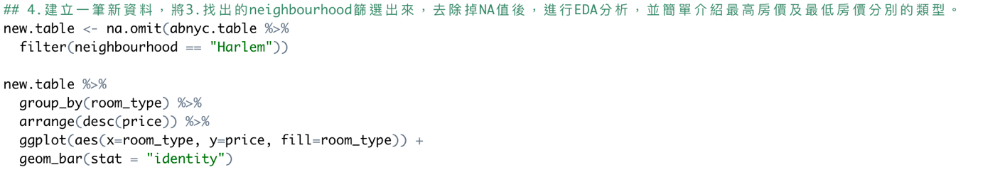 ## 4.建立一筆新資料，將3.找出的neighbourhood篩選出來，去除掉NA值後，進行EDA分析，並簡單介紹最高房價及最低房價分別的類型。
new.table <- na.omit(abnyc.table %>%
  filter(neighbourhood == "Harlem"))

new.table %>%
  group_by(room_type) %>%
  arrange(desc(price)) %>%
  ggplot(aes(x=room_type, y=price, fill=room_type)) +
  geom_bar(stat = "identity")